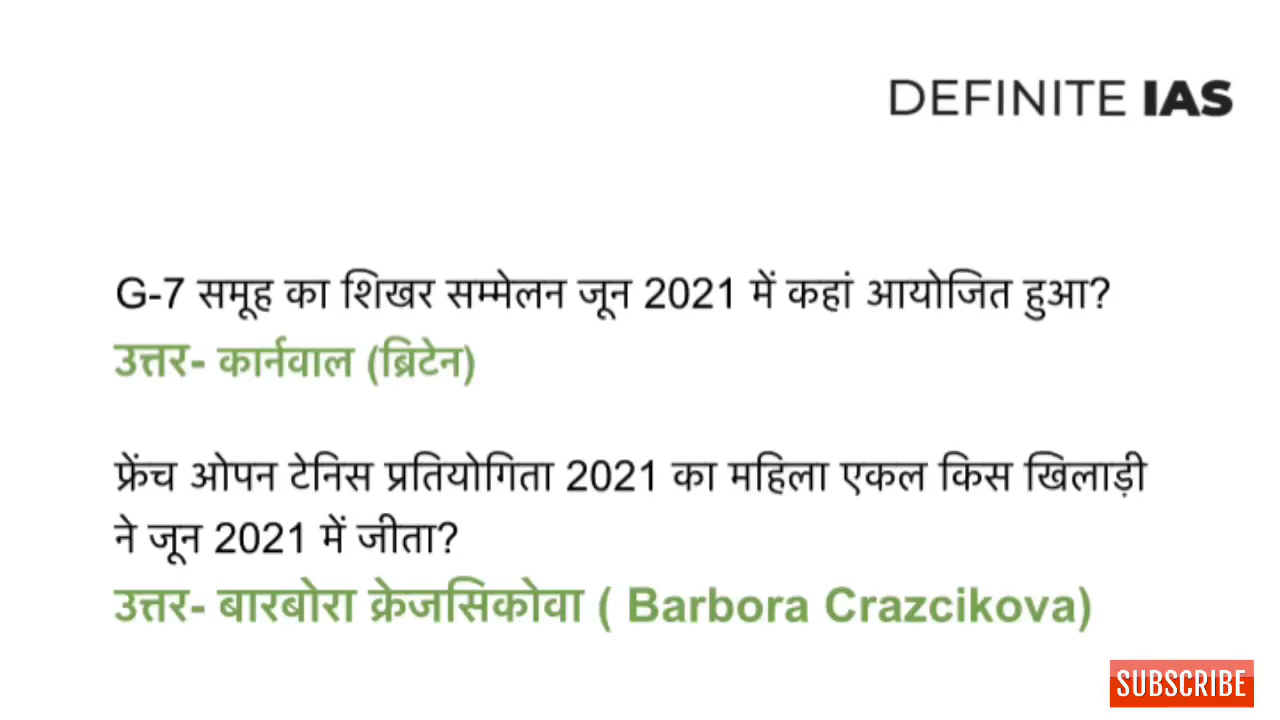 DEFINITE IAS
G-7 समूह का शिखर सम्मेलन जून 2021 में कहां आयोजित हुआ?
उत्तर- कार्नवाल (ब्रिटेन)
फ्रेंच ओपन टेनिस प्रतियोगिता 2021 का महिला एकल किस खिलाड़ी
ने जून 2021 में जीता?
उत्तर- बारबोरा क्रेजसिकोवा ( Barbora Crazcikova)
SUBSCRIBE